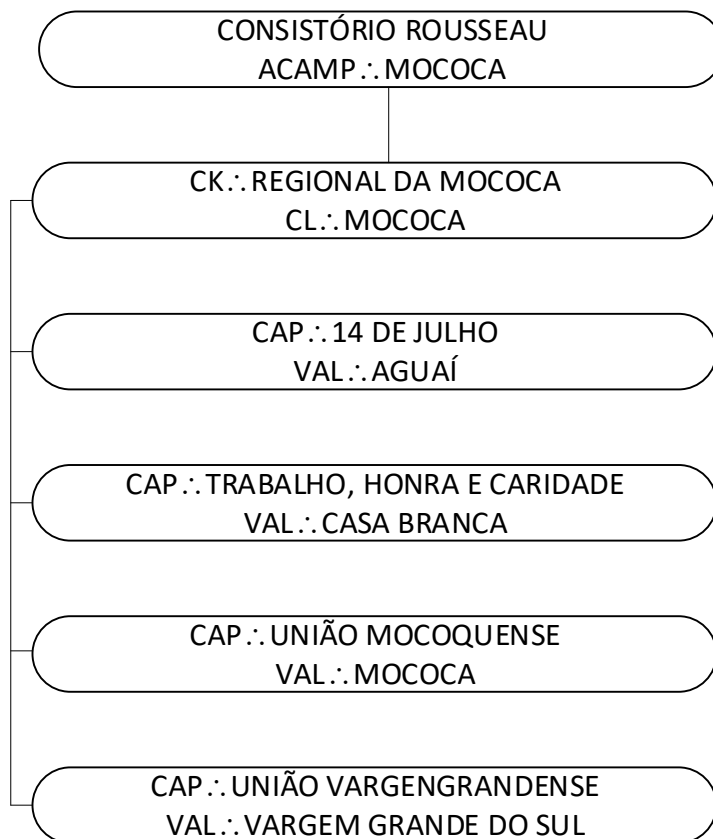 CONSISTÓRIO ROUSSEAU
ACAMP∴ MOCOCA
CK∴ REGIONAL DA MOCOCA
CL∴ MOCOCA
CAP∴ 14 DE JULHO
VAL∴ AGUAÍ
CAP∴ TRABALHO, HONRA E CARIDADE
VAL∴ CASA BRANCA
CAP∴ UNIÃO MOCOQUENSE
VAL∴ MOCOCA
CAP∴ UNIÃO VARGENGRANDENSE
VAL∴ VARGEM GRANDE DO SUL